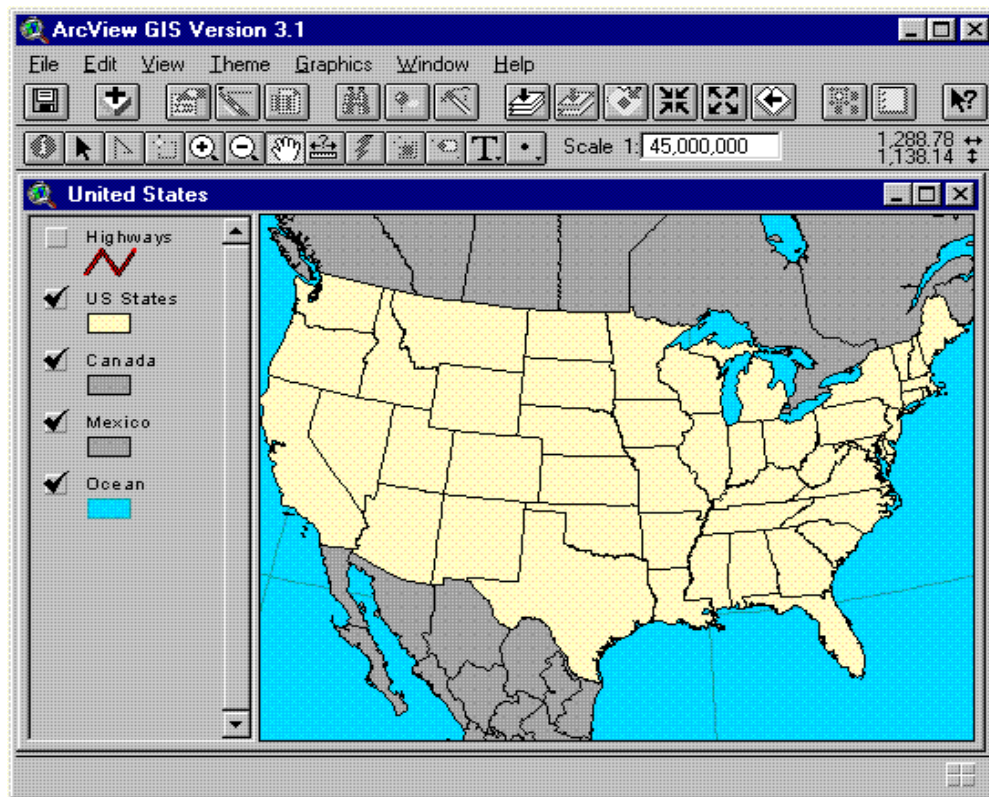 ArcView GIS Version 3.1
File Edit View Theme Graphics Window Help
?
T. Scale 1: 45,000,000 1,288.78
1,138.14
United States
Highways
US States
Canada
Mexico
Ocean